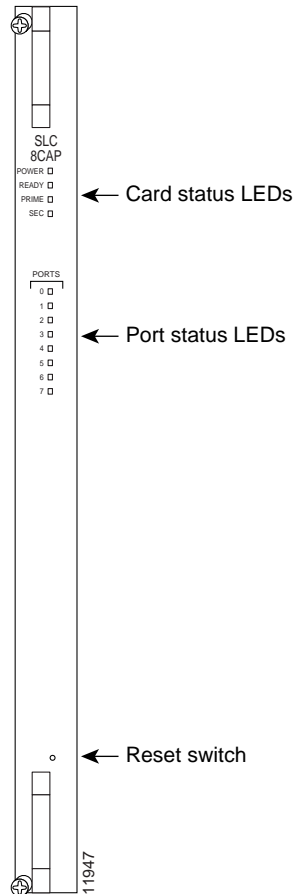 SLC
8CAP
POWER
READY
PRIME
SEC
Card status LEDs
PORTS
0
1
2
3
4
5
6
7
Port status LEDs
Reset switch
11947